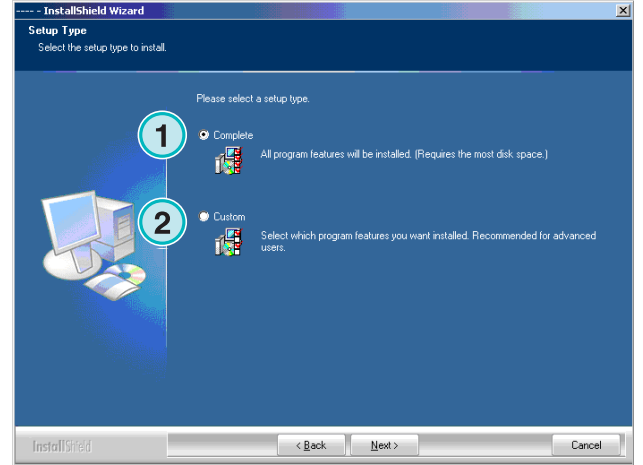 ---- - InstallShield Wizard
Setup Type
Select the setup type to install.
Please select a setup type.
1
Complete
All program features will be installed. (Requires the most disk space.)
2
Custom
Select which program features you want installed. Recommended for advanced
users.
InstallShield
< Back
Next >
Cancel